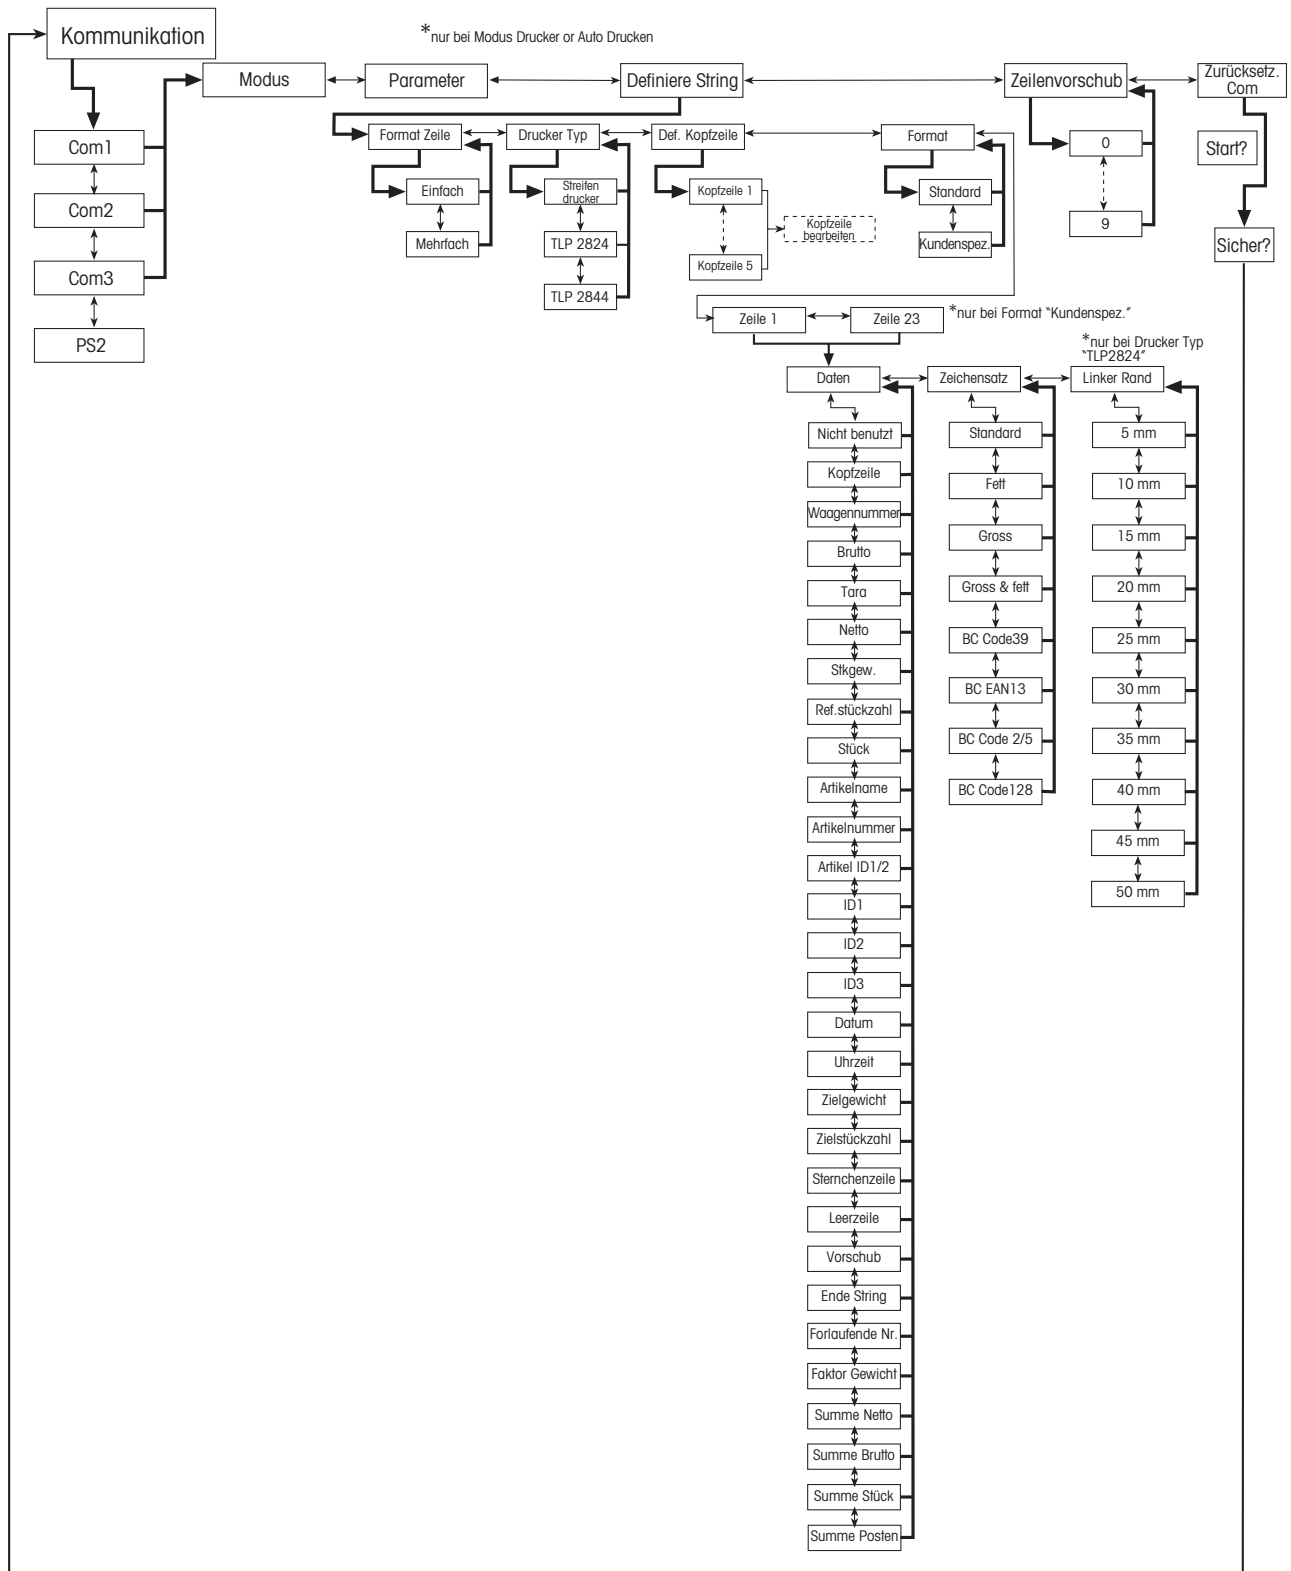 Kommunikation
*nur bei Modus Drucker or Auto Drucken
Modus
Parameter
Definiere String
Zeilenvorschub
Zurücksetz.
Com
Com1
Com2
Com3
PS2
Format Zeile
Drucker Typ
Def. Kopfzeile
Format
0
9
Start?
Sicher?
Einfach
Mehrfach
Streifen
drucker
TLP 2824
TLP 2844
Kopfzeile 1
Kopfzeile 5
Kopfzeile
bearbeiten
Standard
Kundenspez.
Zeile 1
Zeile 23
*nur bei Format "Kundenspez."
*nur bei Drucker Typ
"TLP2824"
Daten
Zeichensatz
Linker Rand
Nicht benutzt
Kopfzeile
Waagennummer
Brutto
Tara
Netto
Stkgew.
Ref.stückzahl
Stück
Artikelname
Artikelnummer
Artikel ID1/2
ID1
ID2
ID3
Datum
Uhrzeit
Zielgewicht
Zielstückzahl
Sternchenzeile
Leerzeile
Vorschub
Ende String
Forlaufende Nr.
Faktor Gewicht
Summe Netto
Summe Brutto
Summe Stück
Summe Posten
Standard
Fett
Gross
Gross & fett
BC Code39
BC EAN13
BC Code 2/5
BC Code128
5 mm
10 mm
15 mm
20 mm
25 mm
30 mm
35 mm
40 mm
45 mm
50 mm